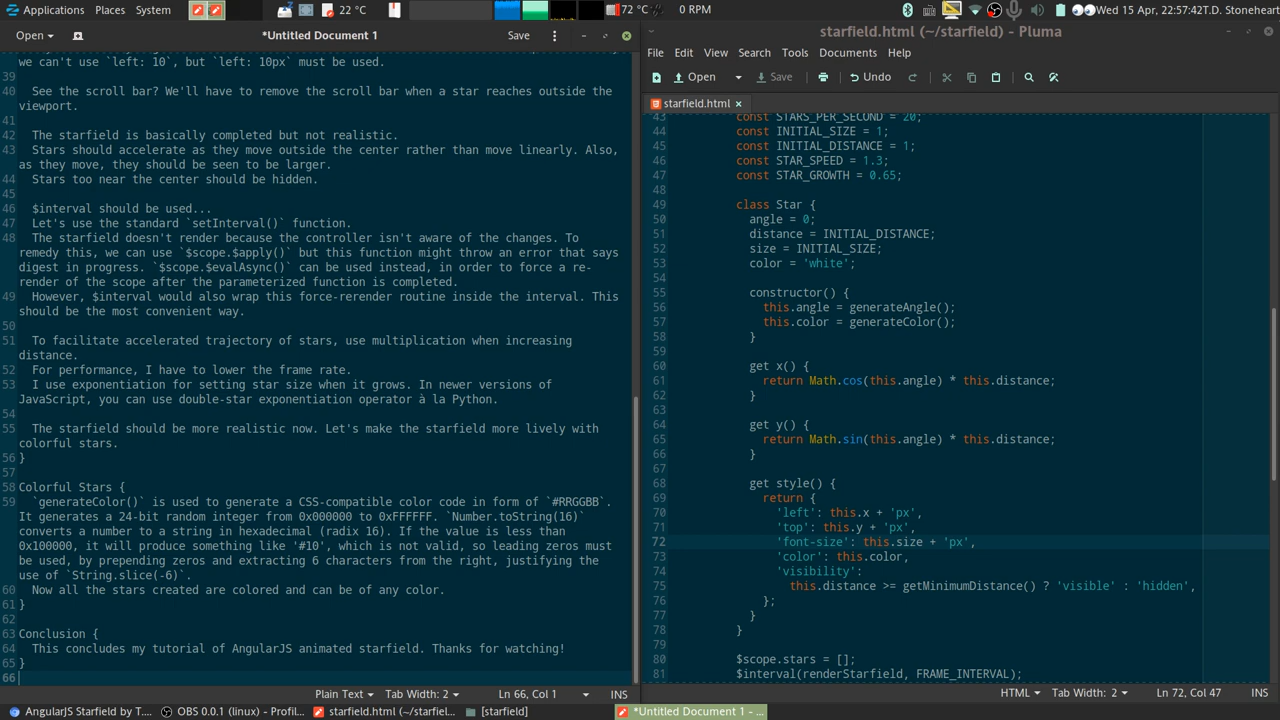 Applications Places System 22 °C 72 °C 0 RPM Wed 15 Apr, 22:57:42 D. Stoneheart
Open *Untitled Document 1 Save
we can't use `left: 10`, but `left: 10px` must be used.
39
40 See the scroll bar? We'll have to remove the scroll bar when a star reaches outside the
viewport.
41
42 The starfield is basically completed but not realistic.
43 Stars should accelerate as they move outside the center rather than move linearly. Also,
as they move, they should be seen to be larger.
44 Stars too near the center should be hidden.
45
46 $interval should be used...
47 Let's use the standard `setInterval()` function.
48 The starfield doesn't render because the controller isn't aware of the changes. To
remedy this, we can use `$scope.$apply()` but this function might throw an error that says
digest in progress. `$scope.$evalAsync()` can be used instead, in order to force a re-
render of the scope after the parameterized function is completed.
49 However, $interval would also wrap this force-rerender routine inside the interval. This
should be the most convenient way.
50
51 To facilitate accelerated trajectory of stars, use multiplication when increasing
distance.
52 For performance, I have to lower the frame rate.
53 I use exponentiation for setting star size when it grows. In newer versions of
JavaScript, you can use double-star exponentiation operator à la Python.
54
55 The starfield should be more realistic now. Let's make the starfield more lively with
colorful stars.
56 }
57
58 Colorful Stars {
59 `generateColor()` is used to generate a CSS-compatible color code in form of `#RRGGBB`.
It generates a 24-bit random integer from 0x000000 to 0xFFFFFF. `Number.toString(16)`
converts a number to a string in hexadecimal (radix 16). If the value is less than
0x100000, it will produce something like '#10', which is not valid, so leading zeros must
be used, by prepending zeros and extracting 6 characters from the right, justifying the
use of `String.slice(-6)`.
60 Now all the stars created are colored and can be of any color.
61 }
62
63 Conclusion {
64 This concludes my tutorial of AngularJS animated starfield. Thanks for watching!
65 }
66
Plain Text Tab Width: 2 Ln 66, Col 1 INS
starfield.html (~/starfield) - Pluma
File Edit View Search Tools Documents Help
Open Save Undo
starfield.html
43 const STARS_PER_SECOND = 20;
44 const INITIAL_SIZE = 1;
45 const INITIAL_DISTANCE = 1;
46 const STAR_SPEED = 1.3;
47 const STAR_GROWTH = 0.65;
48
49 class Star {
50 angle = 0;
51 distance = INITIAL_DISTANCE;
52 size = INITIAL_SIZE;
53 color = 'white';
54
55 constructor() {
56 this.angle = generateAngle();
57 this.color = generateColor();
58 }
59
60 get x() {
61 return Math.cos(this.angle) * this.distance;
62 }
63
64 get y() {
65 return Math.sin(this.angle) * this.distance;
66 }
67
68 get style() {
69 return {
70 'left': this.x + 'px',
71 'top': this.y + 'px',
72 'font-size': this.size + 'px',
73 'color': this.color,
74 'visibility':
75 this.distance >= getMinimumDistance() ? 'visible' : 'hidden',
76 };
77 }
78 }
79
80 $scope.stars = [];
81 $interval(renderStarfield, FRAME_INTERVAL);
HTML Tab Width: 2 Ln 72, Col 47 INS
AngularJS Starfield by T.... OBS 0.0.1 (linux) - Profil... starfield.html (~/starfiel... [starfield] *Untitled Document 1 - ...